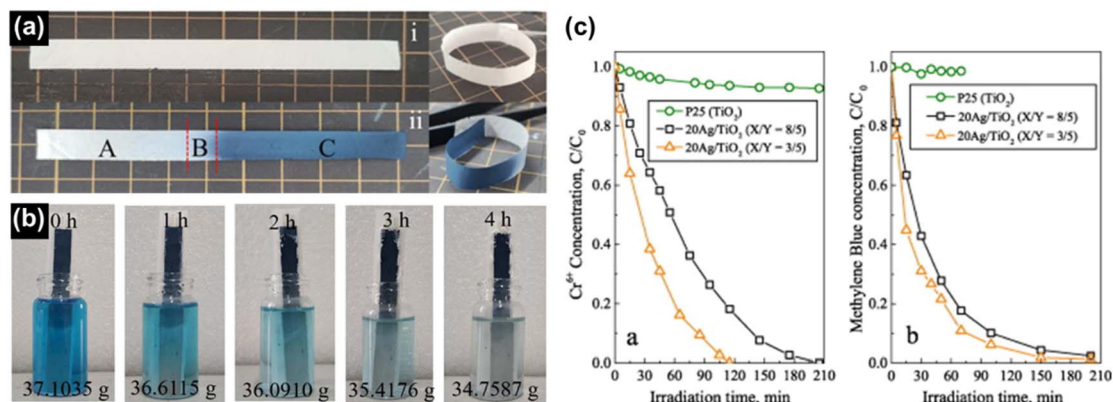 (a)
i
ii
A
B
C
(b)
0 h
1 h
2 h
3 h
4 h
37.1035 g
36.6115 g
36.0910 g
35.4176 g
34.7587 g
(c)
Cr⁶⁺ Concentration, C/C₀
1.0
0.8
0.6
0.4
0.2
0.0
P25 (TiO₂)
20Ag/TiO₂ (X/Y = 8/5)
20Ag/TiO₂ (X/Y = 3/5)
a
0 30 60 90 120 150 180 210
Irradiation time, min
Methylene Blue concentration, C/C₀
1.0
0.8
0.6
0.4
0.2
0.0
P25 (TiO₂)
20Ag/TiO₂ (X/Y = 8/5)
20Ag/TiO₂ (X/Y = 3/5)
b
0 30 60 90 120 150 180 210
Irradiation time, min